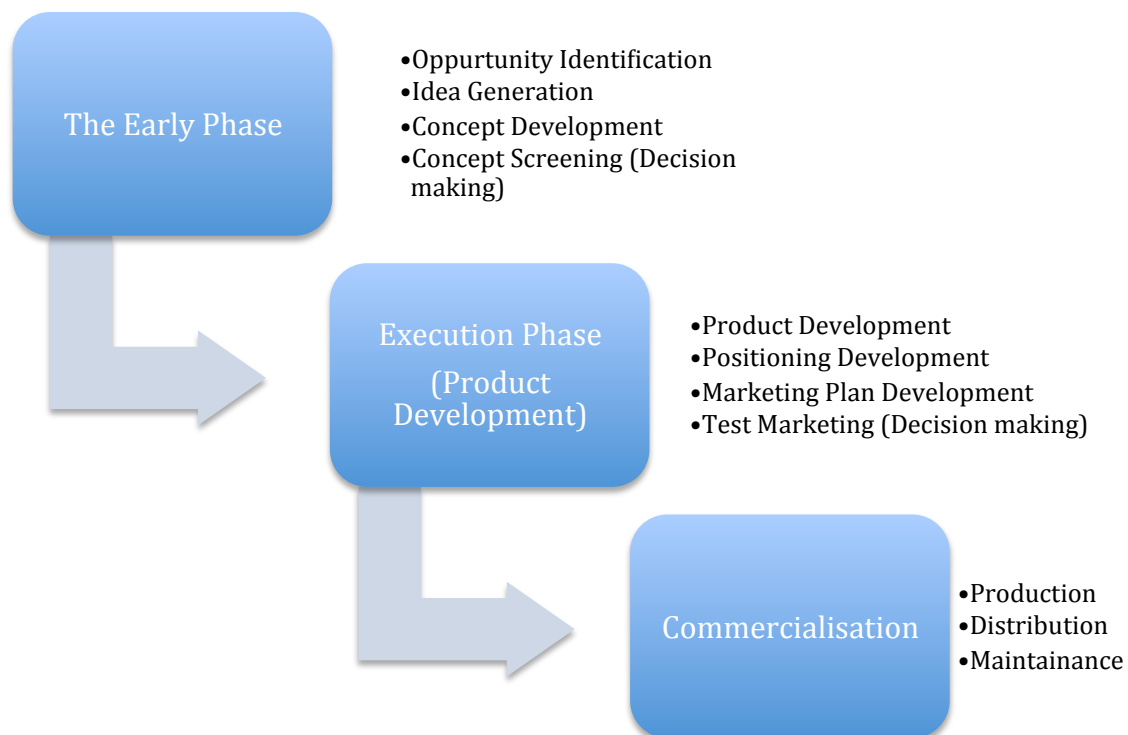 The Early Phase
•Oppurtunity Identification
•Idea Generation
•Concept Development
•Concept Screening (Decision
making)
Execution Phase
(Product
Development)
•Product Development
•Positioning Development
•Marketing Plan Development
•Test Marketing (Decision making)
Commercialisation
•Production
•Distribution
•Maintainance